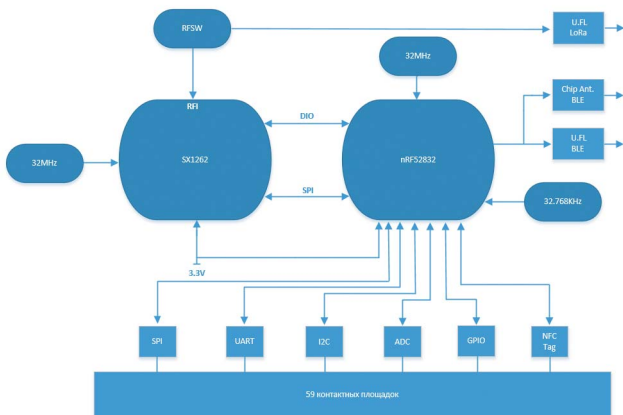 RFSW
U.FL
LoRa
32MHz
Chip Ant.
BLE
RFI
DIO
SX1262
nRF52832
U.FL
BLE
32MHz
SPI
32.768KHz
3.3V
SPI
UART
I2C
ADC
GPIO
NFC
Tag
59 контактных площадок